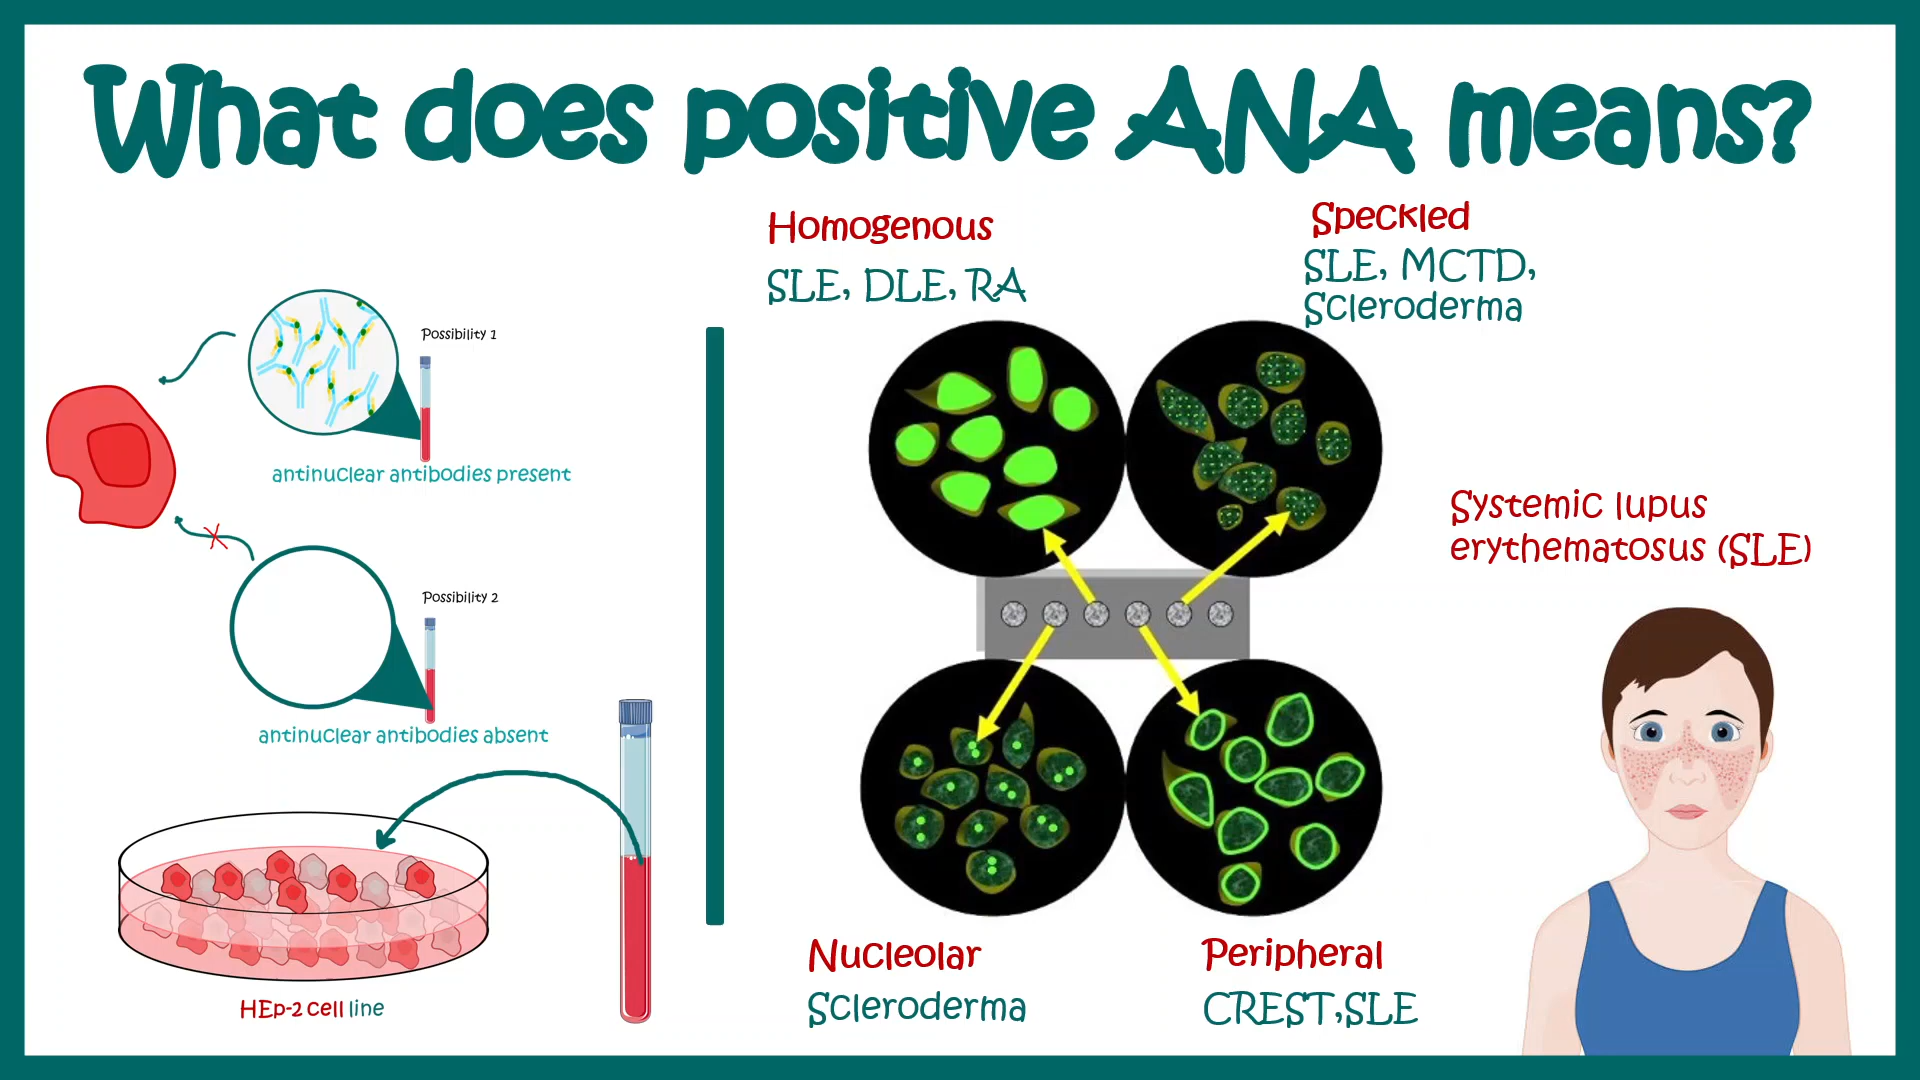 What does positive ANA means?
Possibility 1
antinuclear antibodies present
Possibility 2
antinuclear antibodies absent
HEp-2 cell line
Homogenous
SLE, DLE, RA
Speckled
SLE, MCTD,
Scleroderma
Nucleolar
Scleroderma
Peripheral
CREST,SLE
Systemic lupus
erythematosus (SLE)